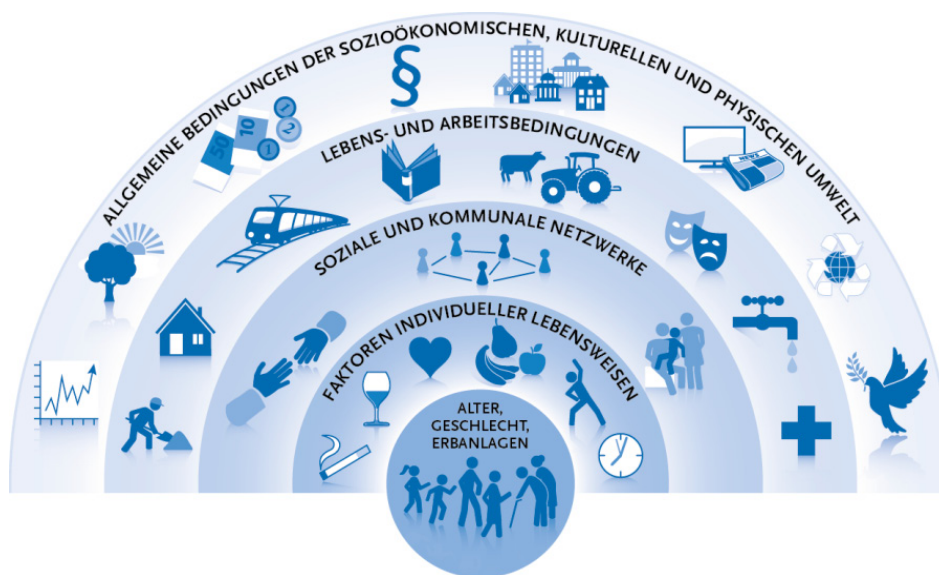 ALLGEMEINE BEDINGUNGEN DER SOZIOÖKONOMISCHEN, KULTURELLEN UND PHYSISCHEN UMWELT
§
50
10
1
2
1
LEBENS- UND ARBEITSBEDINGUNGEN
NEWS
SOZIALE UND KOMMUNALE NETZWERKE
FAKTOREN INDIVIDUELLER LEBENSWEISEN
ALTER,
GESCHLECHT,
ERBANLAGEN